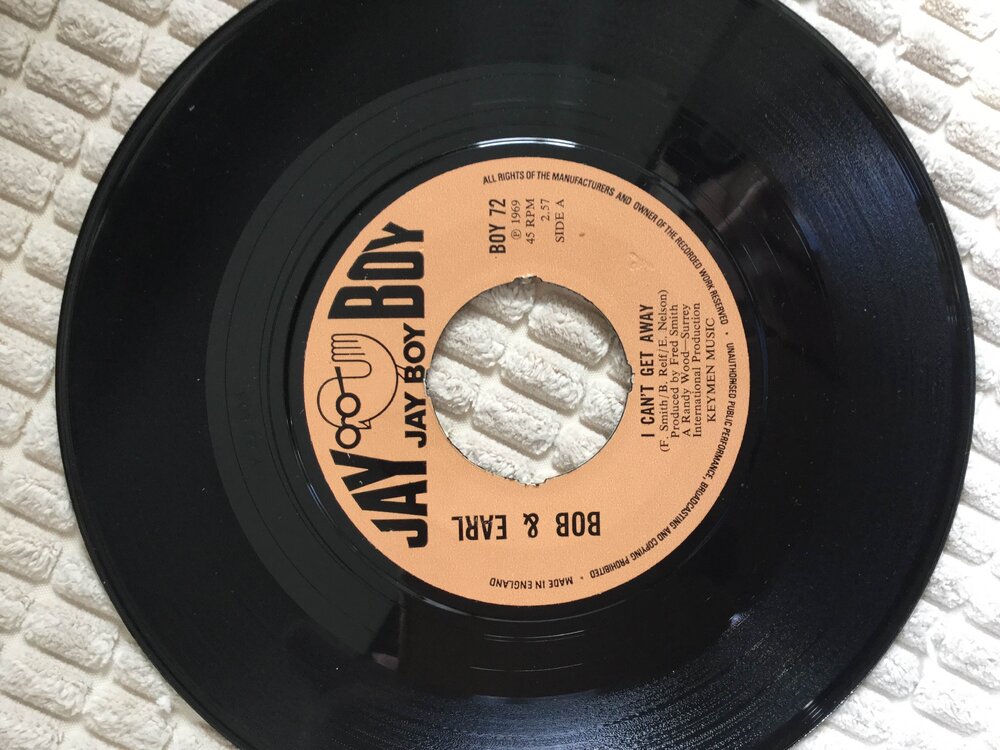 JAY BOY
JAY BOY
BOY 72
℗ 1969
45 RPM
2.57
SIDE A
I CAN'T GET AWAY
(F. Smith/B. Relf/E. Nelson)
Produced by Fred Smith
A Randy Wood—Surrey
International Production
KEYMEN MUSIC
BOB & EARL
ALL RIGHTS OF THE MANUFACTURERS AND OWNER OF THE RECORDED WORK RESERVED • UNAUTHORISED PUBLIC PERFORMANCE, BROADCASTING AND COPYING PROHIBITED • MADE IN ENGLAND